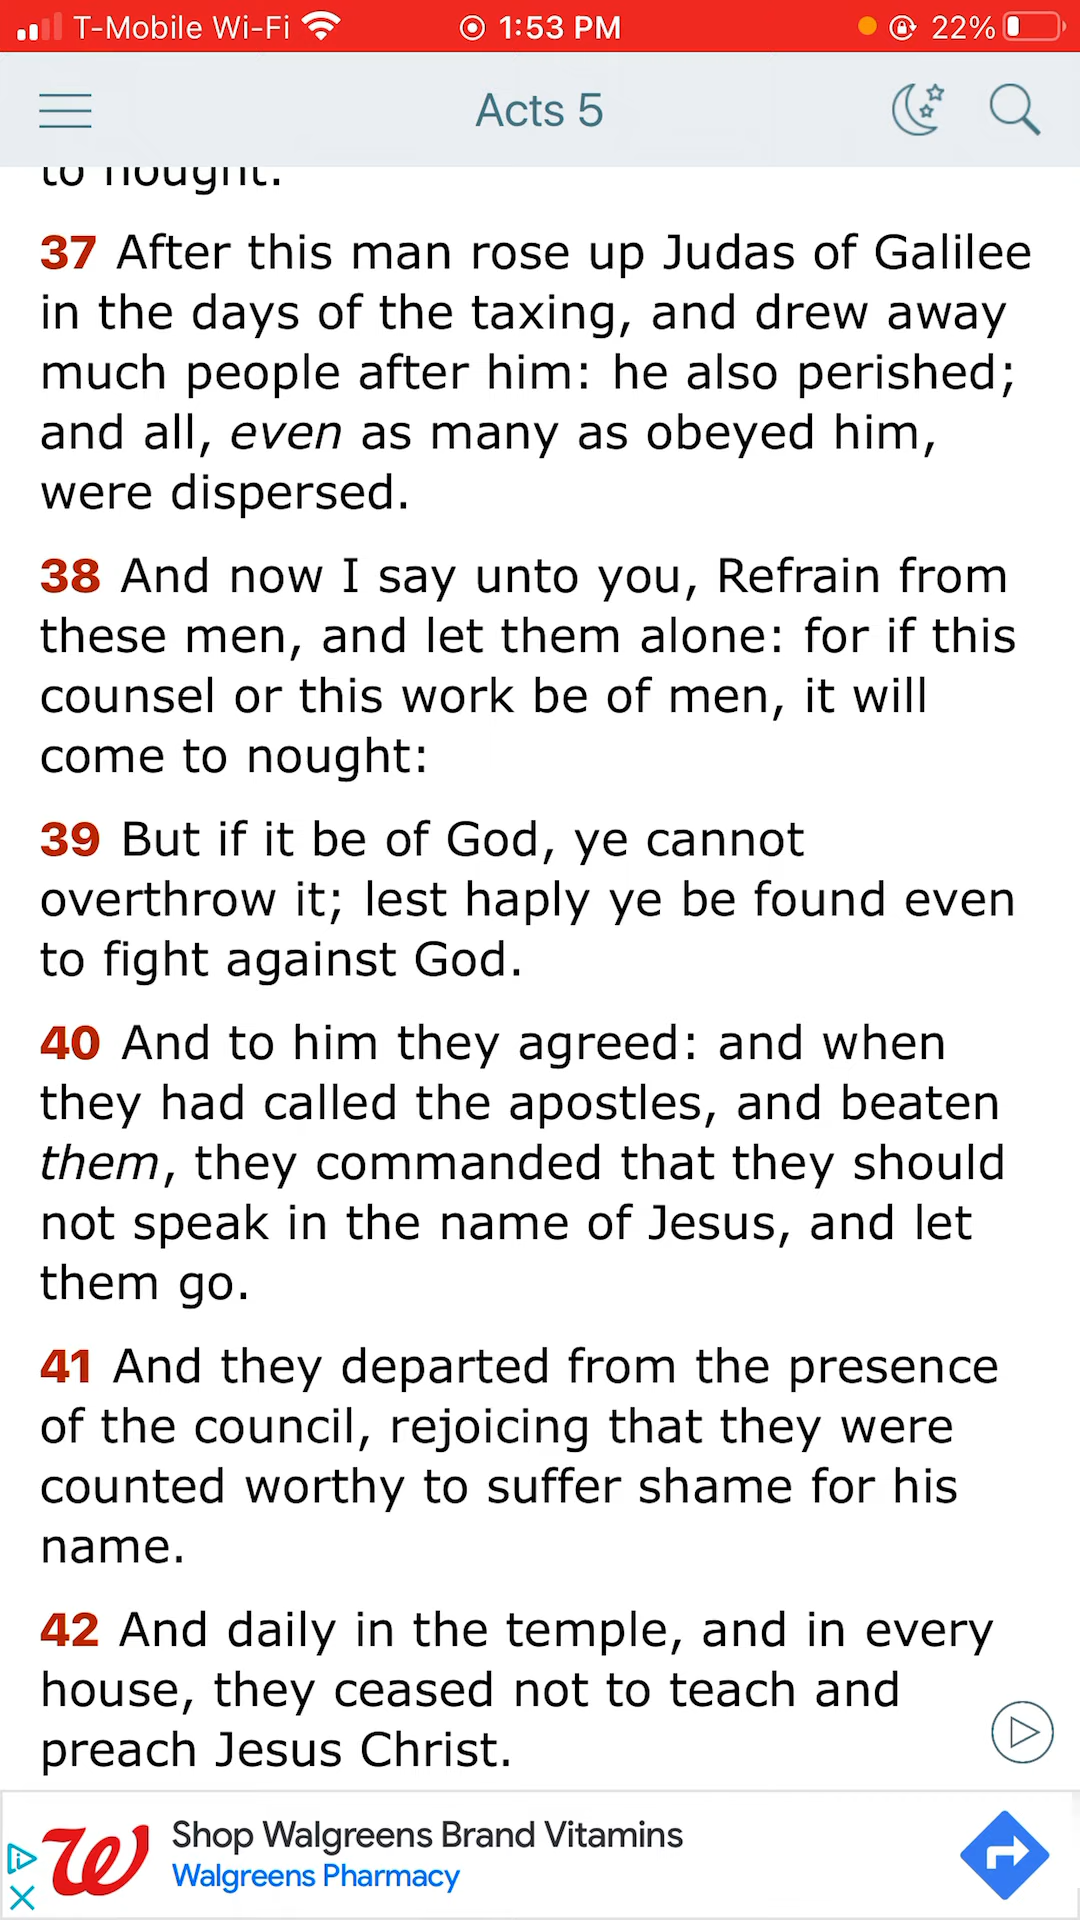 T-Mobile Wi-Fi 1:53 PM 22%
Acts 5
to nought.
37 After this man rose up Judas of Galilee
in the days of the taxing, and drew away
much people after him: he also perished;
and all, even as many as obeyed him,
were dispersed.
38 And now I say unto you, Refrain from
these men, and let them alone: for if this
counsel or this work be of men, it will
come to nought:
39 But if it be of God, ye cannot
overthrow it; lest haply ye be found even
to fight against God.
40 And to him they agreed: and when
they had called the apostles, and beaten
them, they commanded that they should
not speak in the name of Jesus, and let
them go.
41 And they departed from the presence
of the council, rejoicing that they were
counted worthy to suffer shame for his
name.
42 And daily in the temple, and in every
house, they ceased not to teach and
preach Jesus Christ.
W
Shop Walgreens Brand Vitamins
Walgreens Pharmacy